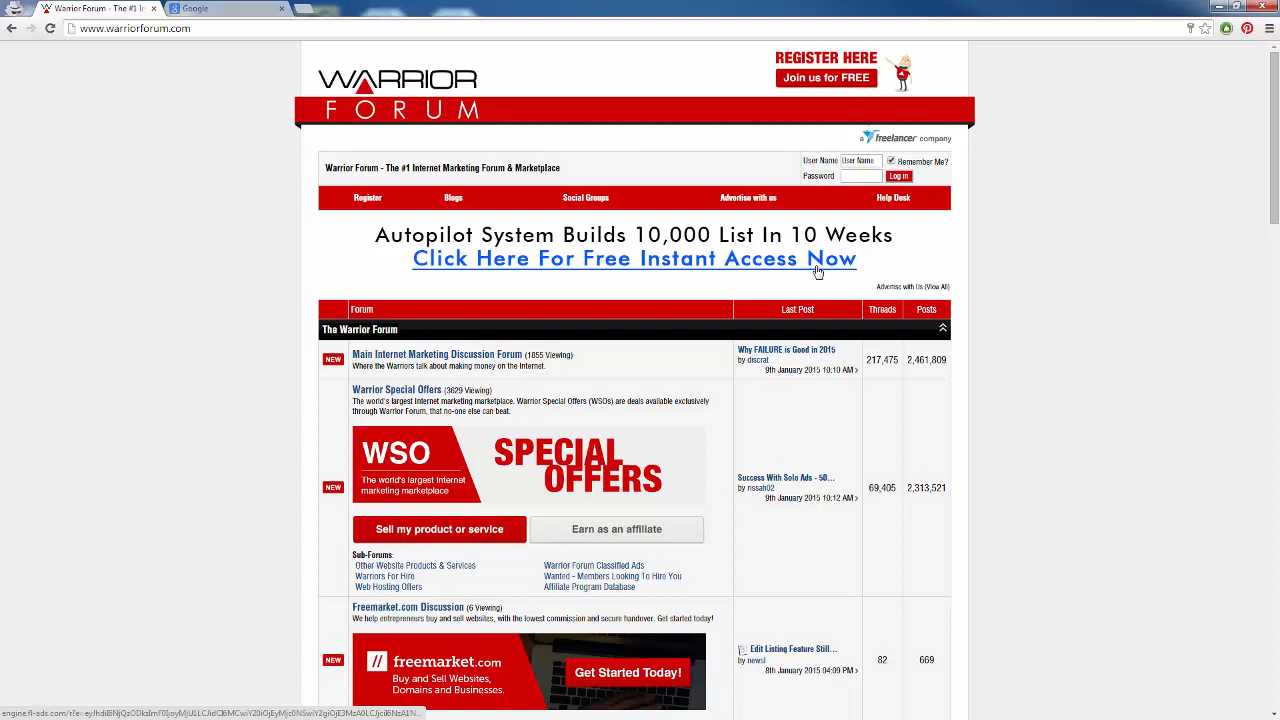 Warrior Forum - The #1 In
Google
www.warriorforum.com
REGISTER HERE
Join us for FREE
WARRIOR
FORUM
a freelancer company
Warrior Forum - The #1 Internet Marketing Forum & Marketplace
User Name User Name Remember Me?
Password Log in
Register Blogs Social Groups Advertise with us Help Desk
Autopilot System Builds 10,000 List In 10 Weeks
Click Here For Free Instant Access Now
Advertise with Us (View All)
Forum Last Post Threads Posts
The Warrior Forum
NEW
Main Internet Marketing Discussion Forum (1855 Viewing)
Where the Warriors talk about making money on the Internet.
Why FAILURE is Good in 2015
by discrat
9th January 2015 10:10 AM
217,475 2,461,809
Warrior Special Offers (3629 Viewing)
The world's largest Internet marketing marketplace. Warrior Special Offers (WSOs) are deals available exclusively
through Warrior Forum, that no-one else can beat.
WSO
The world's largest Internet
marketing marketplace
SPECIAL
OFFERS
NEW
Success With Solo Ads - 50...
by rissah02
9th January 2015 10:12 AM
69,405 2,313,521
Sell my product or service Earn as an affiliate
Sub-Forums:
Other Website Products & Services Warrior Forum Classified Ads
Warriors For Hire Wanted - Members Looking To Hire You
Web Hosting Offers Affiliate Program Database
Freemarket.com Discussion (6 Viewing)
We help entrepreneurs buy and sell websites, with the lowest commission and secure handover. Get started today!
// freemarket.com
Buy and Sell Websites,
Domains and Businesses.
Get Started Today!
NEW
Edit Listing Feature Still...
by newsl
8th January 2015 04:09 PM
82 669